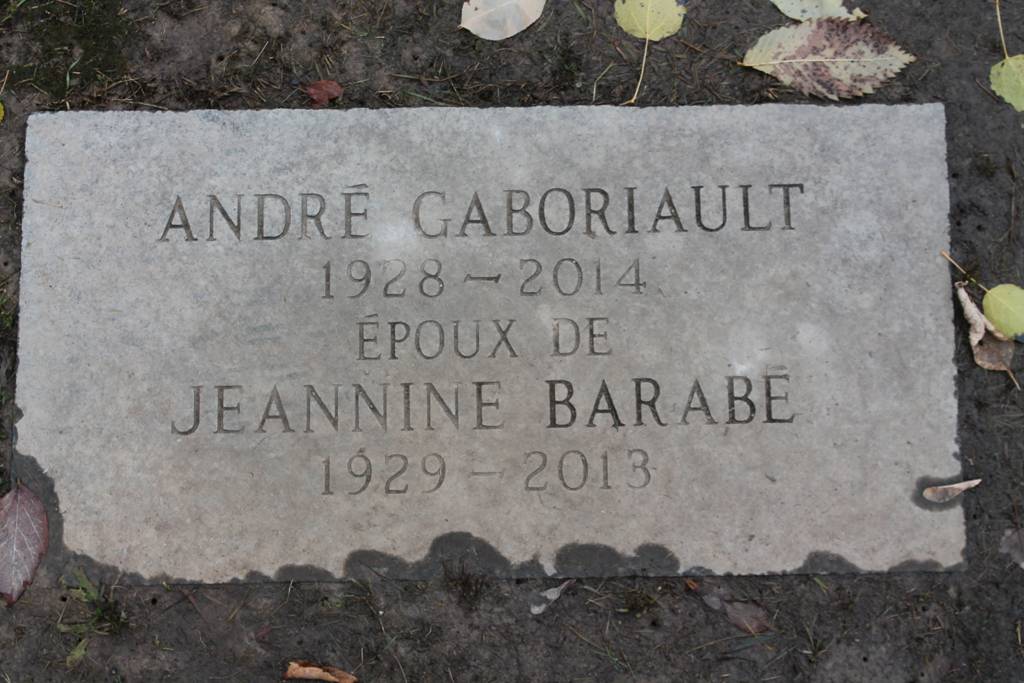 ANDRÉ GABORIAULT
1928 – 2014
ÉPOUX DE
JEANNINE BARABÉ
1929 – 2013